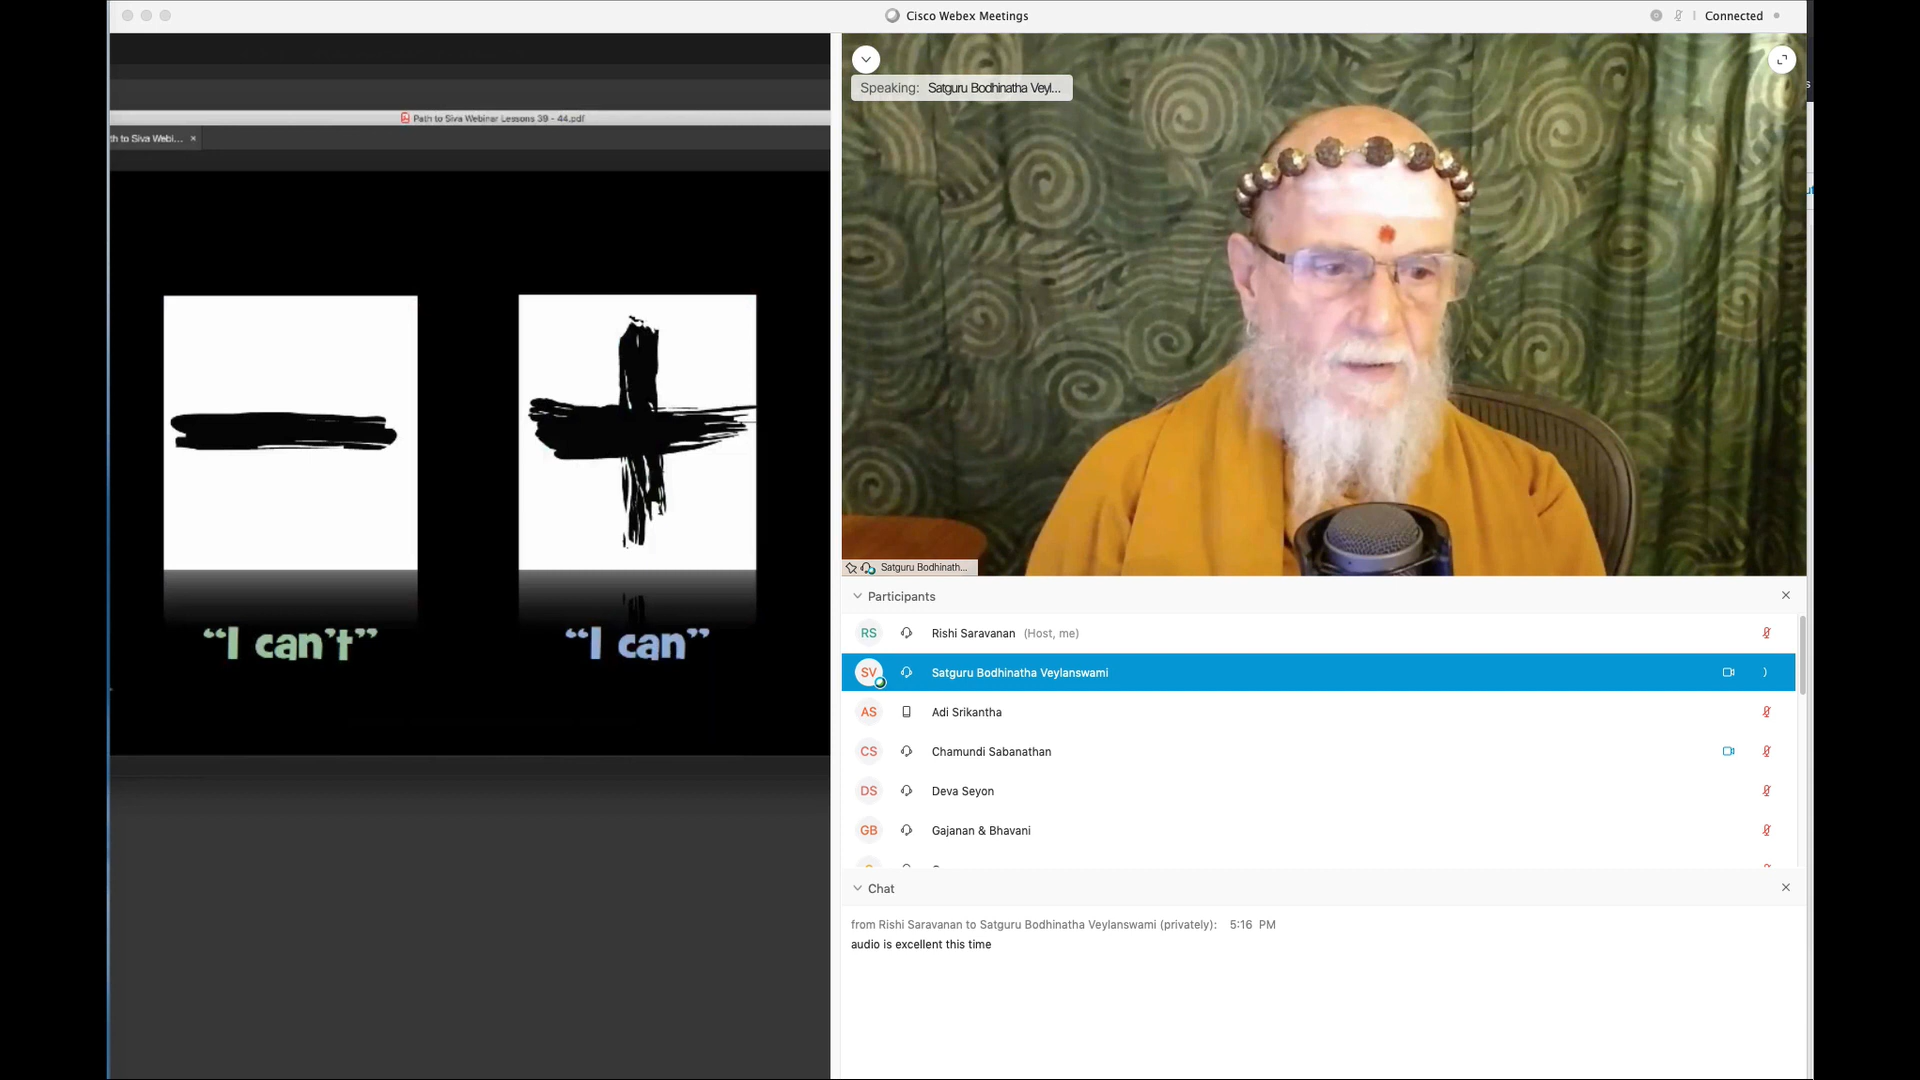 Cisco Webex Meetings
Connected
Path to Siva Webinar Lessons 39 - 44.pdf
th to Siva Webi... ×
“I can’t”
“I can”
Speaking: Satguru Bodhinatha Veyl...
Satguru Bodhinath...
Participants
RS Rishi Saravanan (Host, me)
SV Satguru Bodhinatha Veylanswami
AS Adi Srikantha
CS Chamundi Sabanathan
DS Deva Seyon
GB Gajanan & Bhavani
Chat
from Rishi Saravanan to Satguru Bodhinatha Veylanswami (privately): 5:16 PM
audio is excellent this time